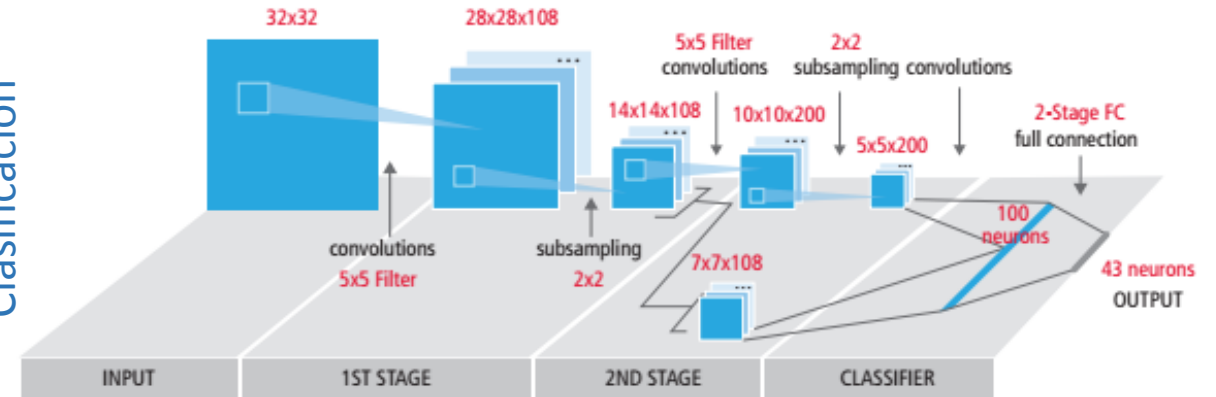 Clasificación
32x32
28x28x108
5x5 Filter
convolutions
2x2
subsampling convolutions
14x14x108
10x10x200
5x5x200
2-Stage FC
full connection
convolutions
5x5 Filter
subsampling
2x2
7x7x108
100
neurons
43 neurons
OUTPUT
INPUT
1ST STAGE
2ND STAGE
CLASSIFIER